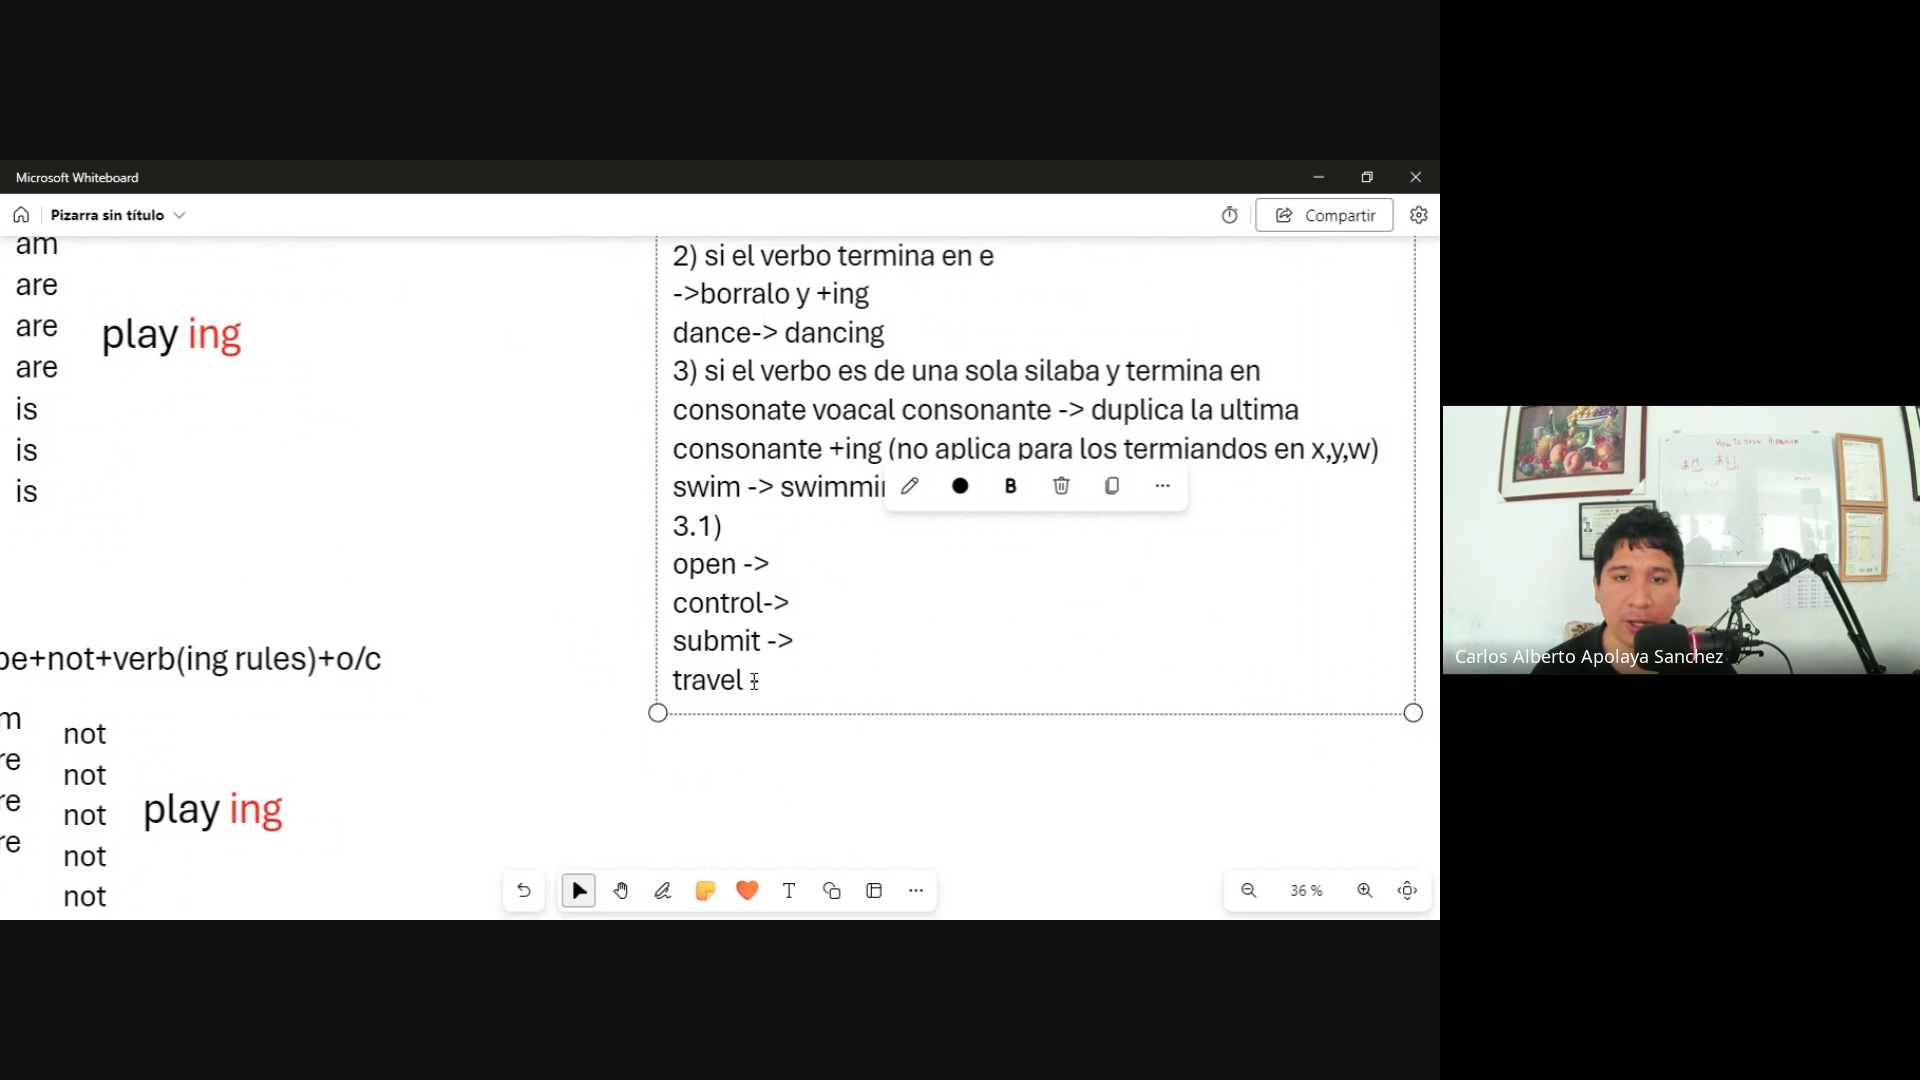 Microsoft Whiteboard
Pizarra sin título
Compartir
am
are
are
are
is
is
is
play ing
2) si el verbo termina en e
->borralo y +ing
dance-> dancing
3) si el verbo es de una sola silaba y termina en
consonate voacal consonante -> duplica la ultima
consonante +ing (no aplica para los termiandos en x,y,w)
swim -> swimmi
3.1)
open ->
control->
submit ->
travel
be+not+verb(ing rules)+o/c
m
re
re
re
not
not
not
not
not
play ing
B
T
36 %
How to
Carlos Alberto Apolaya Sanchez